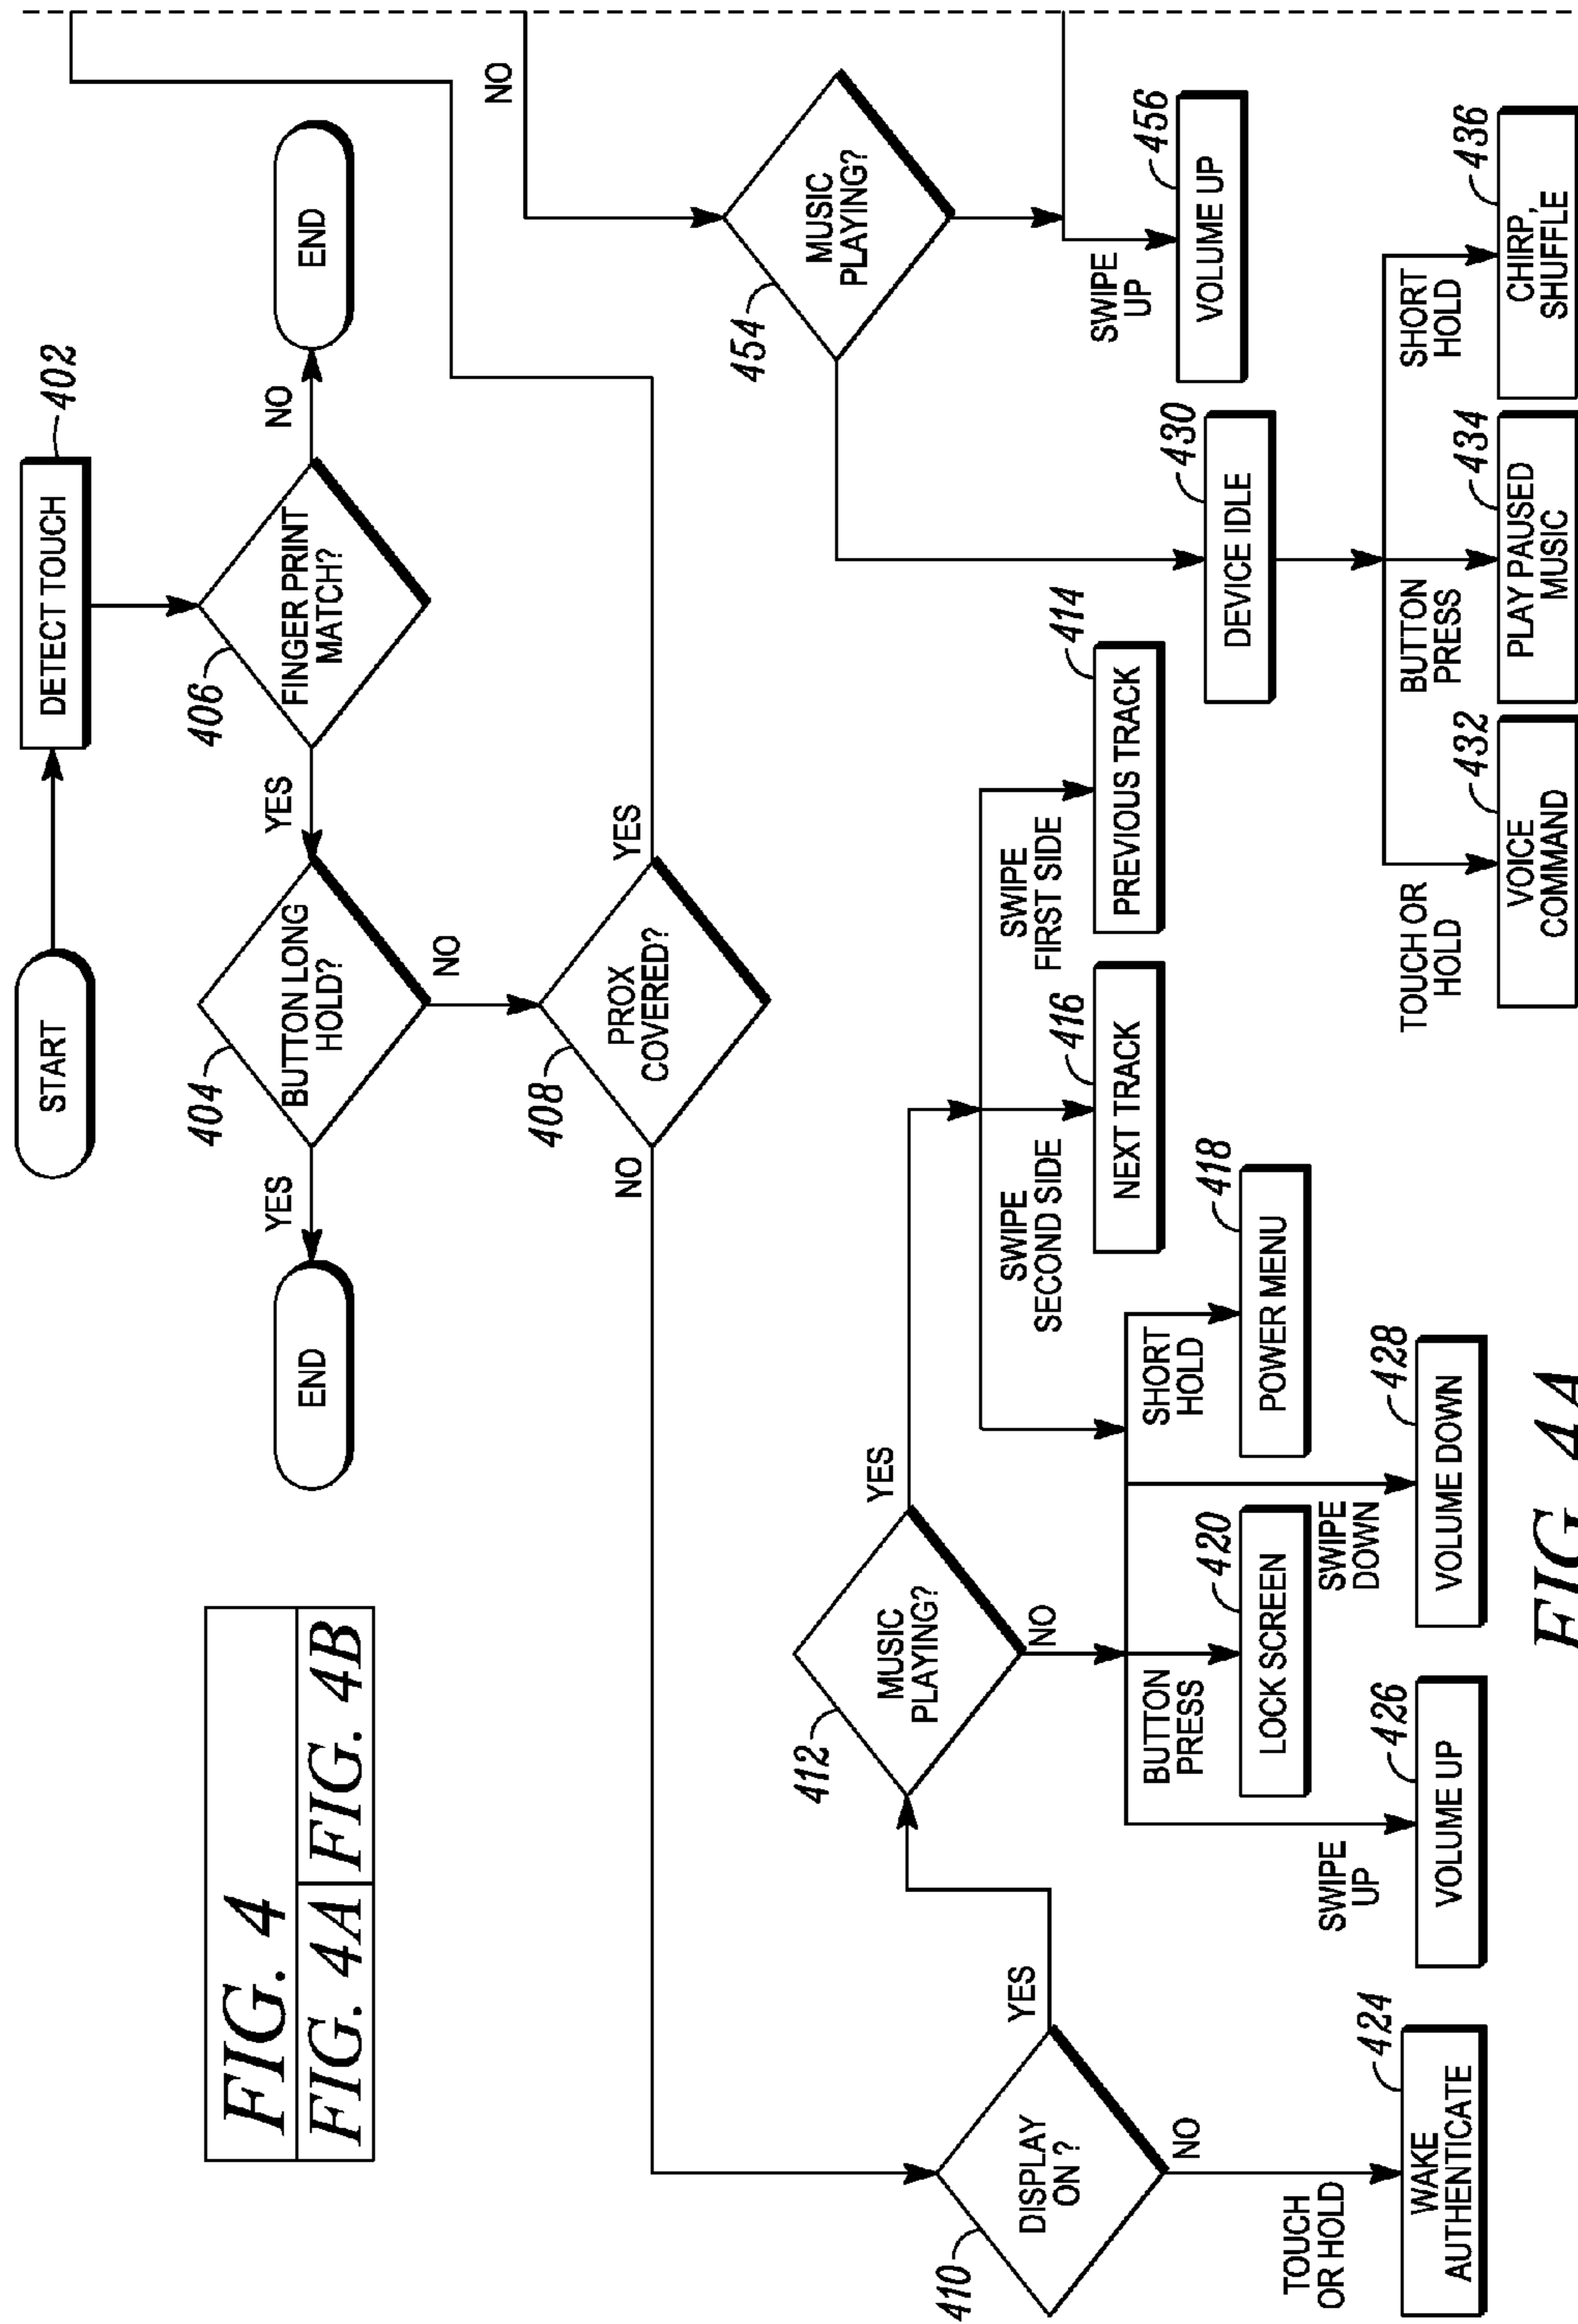 START
DETECT TOUCH
402
406
FINGER PRINT
MATCH?
NO
END
YES
404
BUTTON LONG
HOLD?
YES
END
NO
408
PROX
COVERED?
YES
NO
FIG. 4
FIG. 4A
FIG. 4B
410
DISPLAY
ON ?
YES
NO
TOUCH
OR HOLD
424
WAKE
AUTHENTICATE
412
MUSIC
PLAYING?
YES
NO
SWIPE
SECOND SIDE
416
NEXT TRACK
SWIPE
FIRST SIDE
414
PREVIOUS TRACK
BUTTON
PRESS
420
LOCK SCREEN
SHORT
HOLD
418
POWER MENU
SWIPE
UP
426
VOLUME UP
SWIPE
DOWN
428
VOLUME DOWN
NO
454
MUSIC
PLAYING?
SWIPE
UP
456
VOLUME UP
430
DEVICE IDLE
TOUCH OR
HOLD
432
VOICE
COMMAND
BUTTON
PRESS
434
PLAY PAUSED
MUSIC
SHORT
HOLD
436
CHIRP,
SHUFFLE
FIG. 4A